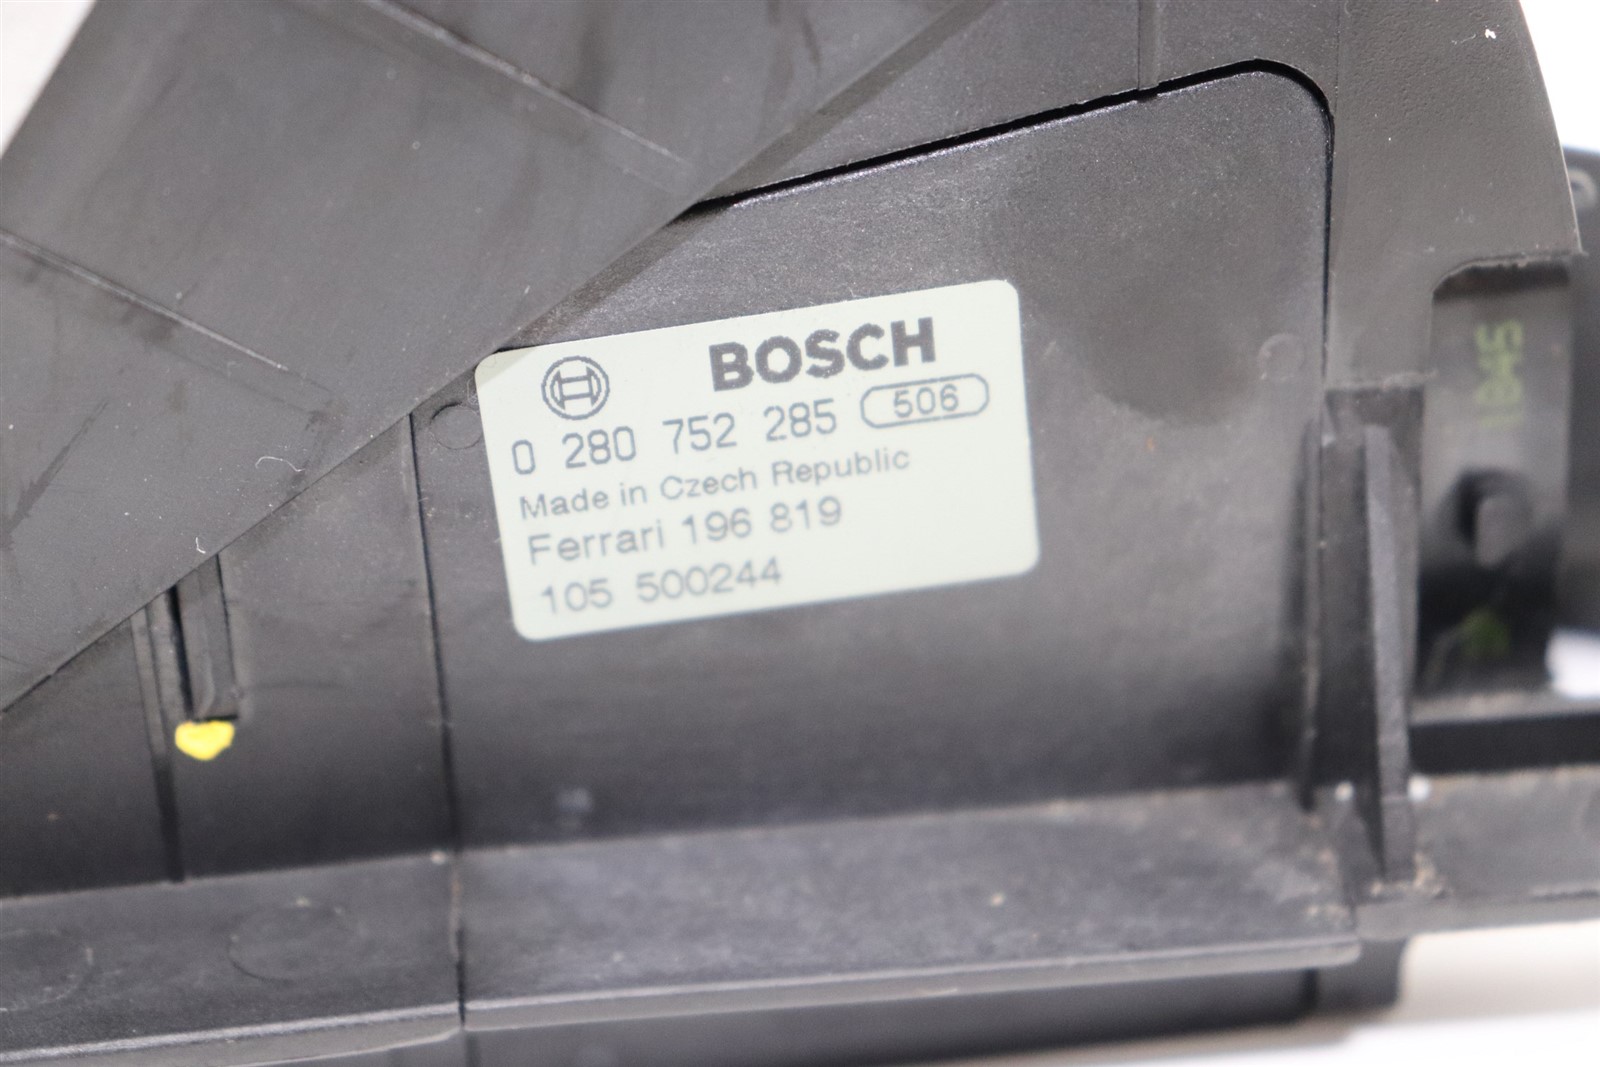 BOSCH
0 280 752 285 506
Made in Czech Republic
Ferrari 196 819
105 500244